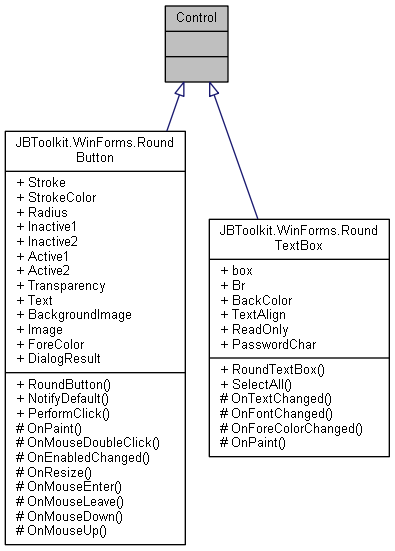 Control
JBToolkit.WinForms.Round
Button
+ Stroke
+ StrokeColor
+ Radius
+ Inactive1
+ Inactive2
+ Active1
+ Active2
+ Transparency
+ Text
+ BackgroundImage
+ Image
+ ForeColor
+ DialogResult
+ RoundButton()
+ NotifyDefault()
+ PerformClick()
# OnPaint()
# OnMouseDoubleClick()
# OnEnabledChanged()
# OnResize()
# OnMouseEnter()
# OnMouseLeave()
# OnMouseDown()
# OnMouseUp()
JBToolkit.WinForms.Round
TextBox
+ box
+ Br
+ BackColor
+ TextAlign
+ ReadOnly
+ PasswordChar
+ RoundTextBox()
+ SelectAll()
# OnTextChanged()
# OnFontChanged()
# OnForeColorChanged()
# OnPaint()